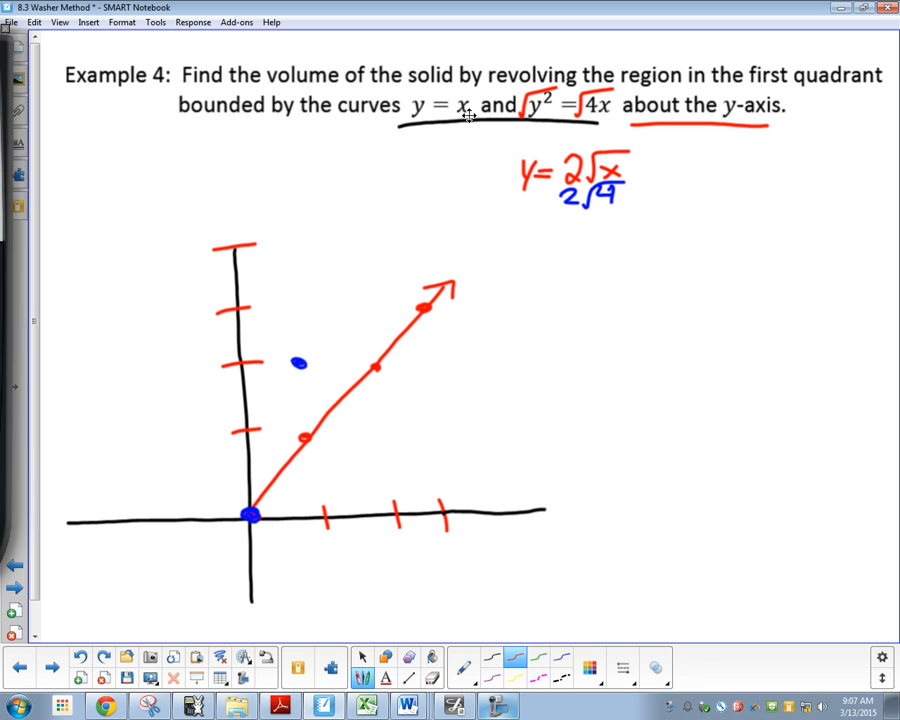 8.3 Washer Method * - SMART Notebook
File Edit View Insert Format Tools Response Add-ons Help
Example 4: Find the volume of the solid by revolving the region in the first quadrant
bounded by the curves y = x and √y² = √4x about the y-axis.
y = 2√x
2√4
A
9:07 AM
3/13/2015